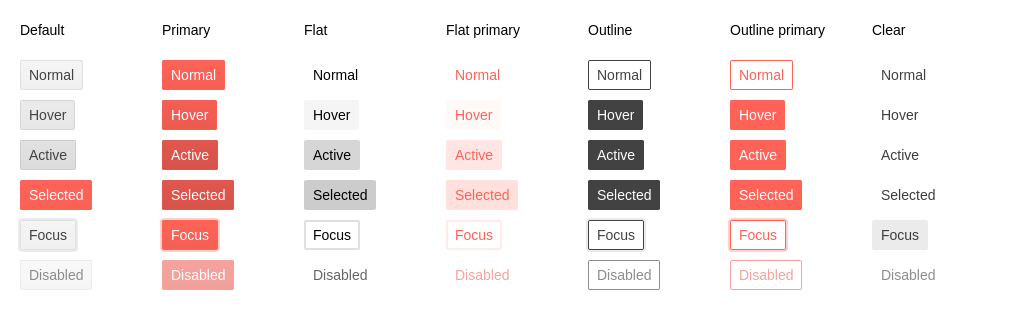 Default Primary Flat Flat primary Outline Outline primary Clear
Normal Normal Normal Normal Normal Normal Normal
Hover Hover Hover Hover Hover Hover Hover
Active Active Active Active Active Active Active
Selected Selected Selected Selected Selected Selected Selected
Focus Focus Focus Focus Focus Focus Focus
Disabled Disabled Disabled Disabled Disabled Disabled Disabled